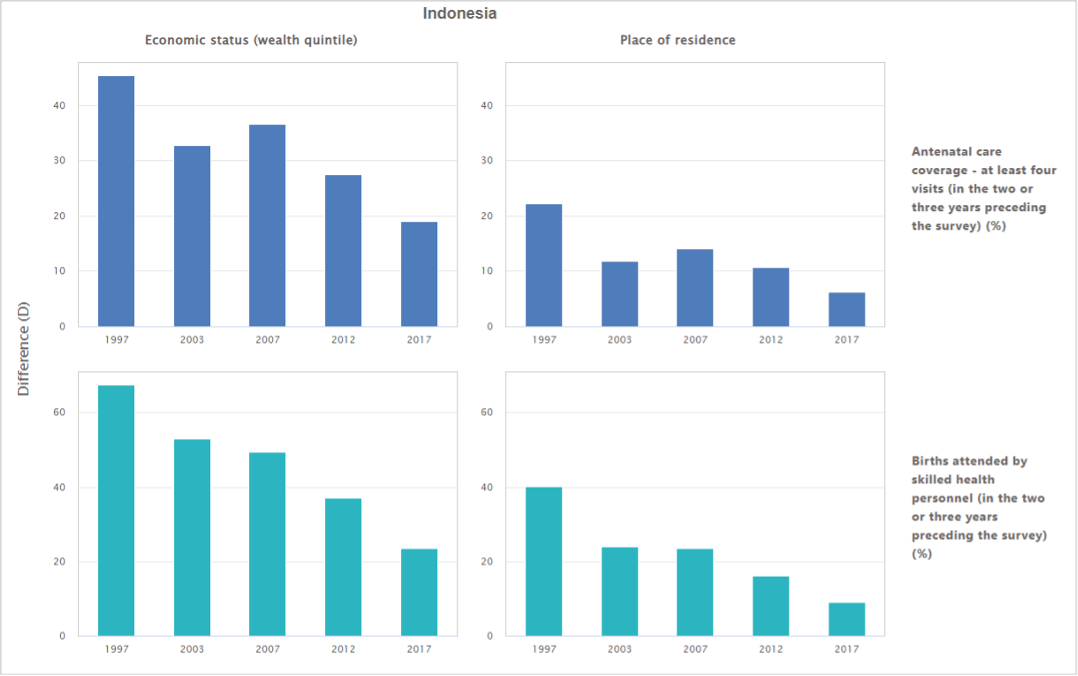 Indonesia
Economic status (wealth quintile)
Place of residence
Difference (D)
40
30
20
10
0
1997 2003 2007 2012 2017
40
30
20
10
0
1997 2003 2007 2012 2017
Antenatal care
coverage - at least four
visits (in the two or
three years preceding
the survey) (%)
60
40
20
0
1997 2003 2007 2012 2017
60
40
20
0
1997 2003 2007 2012 2017
Births attended by
skilled health
personnel (in the two
or three years
preceding the survey)
(%)